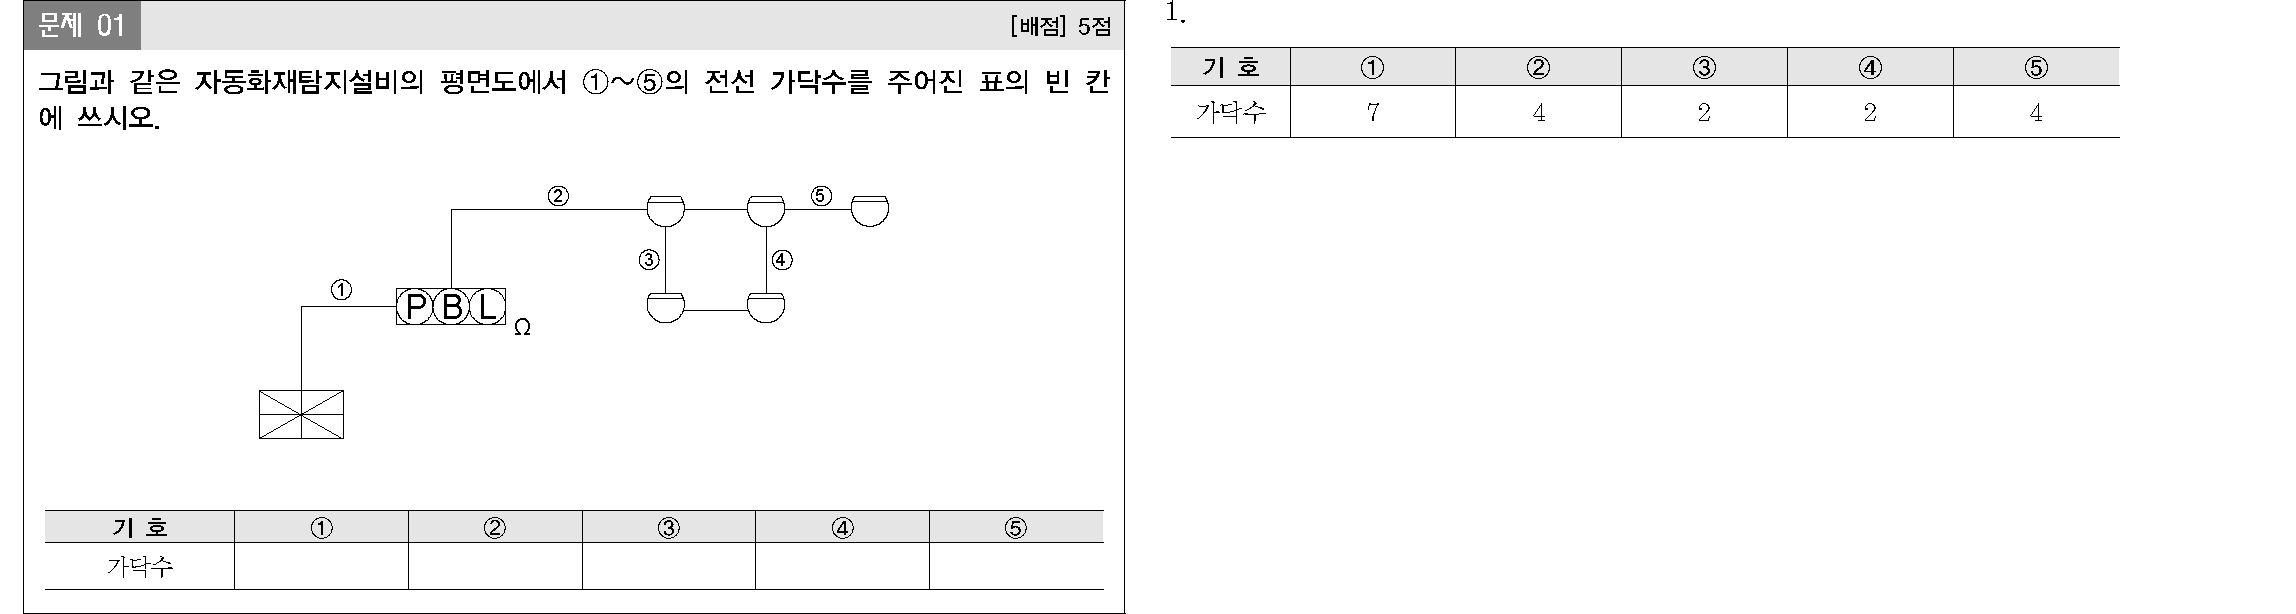 문제 01 [배점] 5점
그림과 같은 자동화재탐지설비의 평면도에서 ①~⑤의 전선 가닥수를 주어진 표의 빈 칸
에 쓰시오.
② ⑤
③ ④
①
P B L Ω
기 호 ① ② ③ ④ ⑤
가닥수
1.
기 호 ① ② ③ ④ ⑤
가닥수 7 4 2 2 4